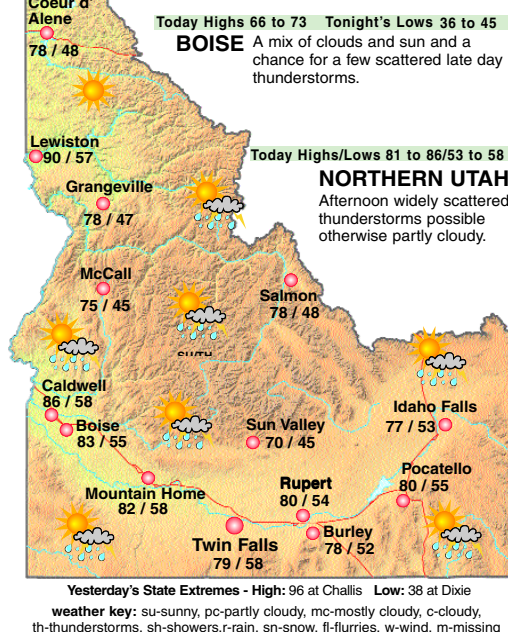 Coeur d'
Alene
78 / 48
Today Highs 66 to 73 Tonight's Lows 36 to 45
BOISE A mix of clouds and sun and a
chance for a few scattered late day
thunderstorms.
Lewiston
90 / 57
Today Highs/Lows 81 to 86/53 to 58
NORTHERN UTAH
Afternoon widely scattered
thunderstorms possible
otherwise partly cloudy.
Grangeville
78 / 47
McCall
75 / 45
Salmon
78 / 48
Caldwell
86 / 58
Boise
83 / 55
Sun Valley
70 / 45
Idaho Falls
77 / 53
Mountain Home
82 / 58
Rupert
80 / 54
Pocatello
80 / 55
Twin Falls
79 / 58
Burley
78 / 52
Yesterday's State Extremes - High: 96 at Challis Low: 38 at Dixie
weather key: su-sunny, pc-partly cloudy, mc-mostly cloudy, c-cloudy,
th-thunderstorms, sh-showers,r-rain, sn-snow, fl-flurries, w-wind, m-missing